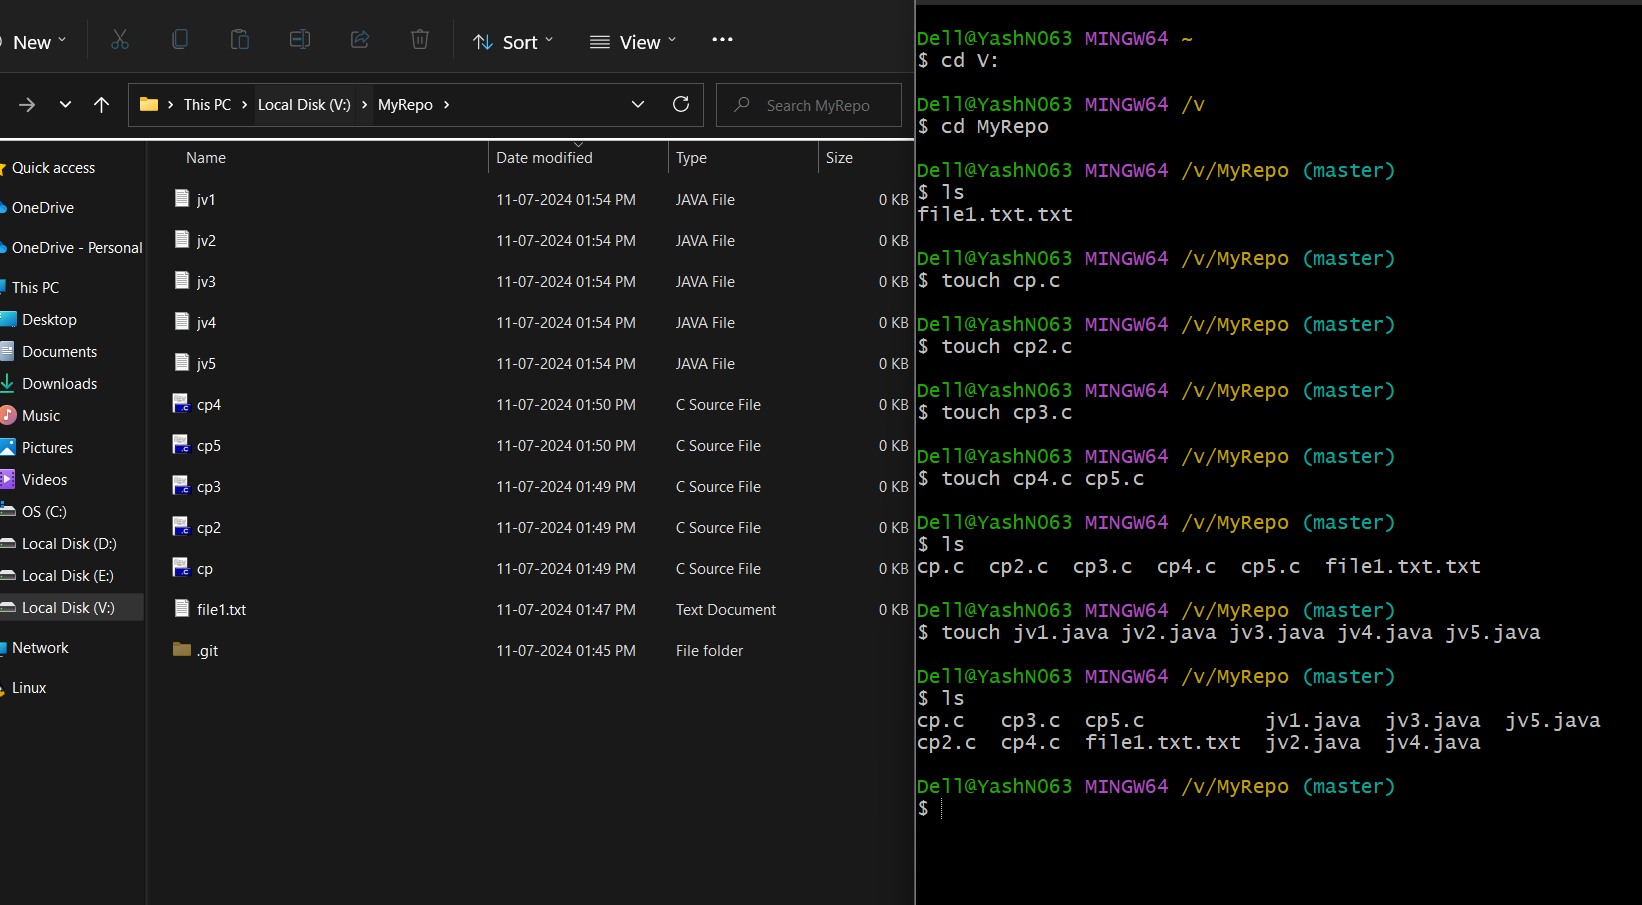 New
Sort
View
This PC
Local Disk (V:)
MyRepo
Search MyRepo
Quick access
OneDrive
OneDrive - Personal
This PC
Desktop
Documents
Downloads
Music
Pictures
Videos
OS (C:)
Local Disk (D:)
Local Disk (E:)
Local Disk (V:)
Network
Linux
Name Date modified Type Size
jv1 11-07-2024 01:54 PM JAVA File 0 KB
jv2 11-07-2024 01:54 PM JAVA File 0 KB
jv3 11-07-2024 01:54 PM JAVA File 0 KB
jv4 11-07-2024 01:54 PM JAVA File 0 KB
jv5 11-07-2024 01:54 PM JAVA File 0 KB
cp4 11-07-2024 01:50 PM C Source File 0 KB
cp5 11-07-2024 01:50 PM C Source File 0 KB
cp3 11-07-2024 01:49 PM C Source File 0 KB
cp2 11-07-2024 01:49 PM C Source File 0 KB
cp 11-07-2024 01:49 PM C Source File 0 KB
file1.txt 11-07-2024 01:47 PM Text Document 0 KB
.git 11-07-2024 01:45 PM File folder
Dell@YashNO63 MINGW64 ~
$ cd V:
Dell@YashNO63 MINGW64 /v
$ cd MyRepo
Dell@YashNO63 MINGW64 /v/MyRepo (master)
$ ls
file1.txt.txt
Dell@YashNO63 MINGW64 /v/MyRepo (master)
$ touch cp.c
Dell@YashNO63 MINGW64 /v/MyRepo (master)
$ touch cp2.c
Dell@YashNO63 MINGW64 /v/MyRepo (master)
$ touch cp3.c
Dell@YashNO63 MINGW64 /v/MyRepo (master)
$ touch cp4.c cp5.c
Dell@YashNO63 MINGW64 /v/MyRepo (master)
$ ls
cp.c cp2.c cp3.c cp4.c cp5.c file1.txt.txt
Dell@YashNO63 MINGW64 /v/MyRepo (master)
$ touch jv1.java jv2.java jv3.java jv4.java jv5.java
Dell@YashNO63 MINGW64 /v/MyRepo (master)
$ ls
cp.c cp3.c cp5.c jv1.java jv3.java jv5.java
cp2.c cp4.c file1.txt.txt jv2.java jv4.java
Dell@YashNO63 MINGW64 /v/MyRepo (master)
$